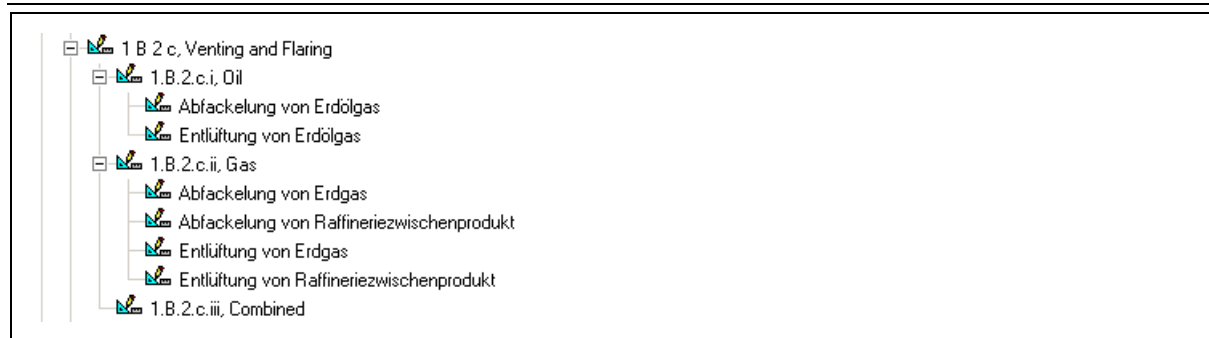 1 B 2 c, Venting and Flaring
1.B.2.c.i, Oil
Abfackelung von Erdölgas
Entlüftung von Erdölgas
1.B.2.c.ii, Gas
Abfackelung von Erdgas
Abfackelung von Raffineriezwischenprodukt
Entlüftung von Erdgas
Entlüftung von Raffineriezwischenprodukt
1.B.2.c.iii, Combined